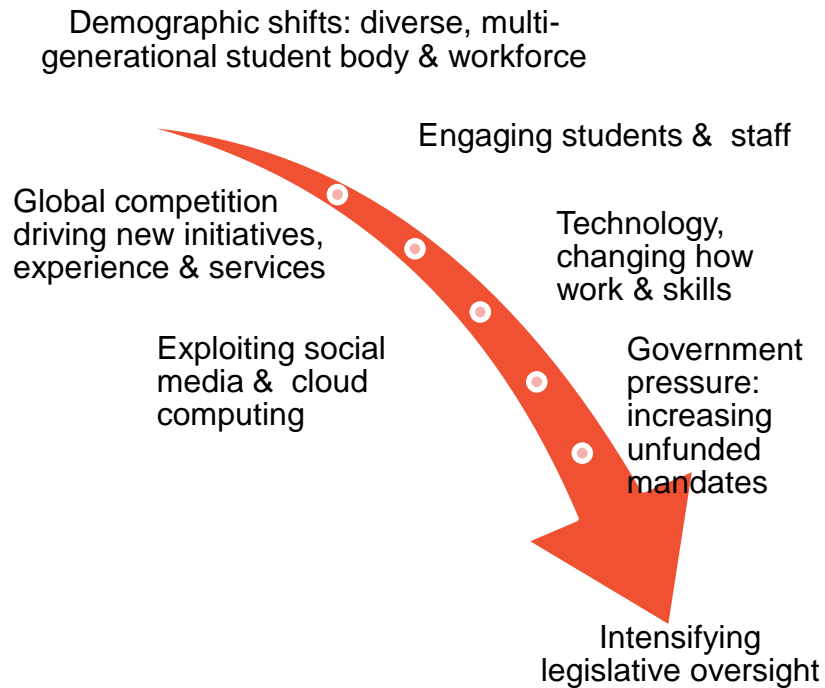 Demographic shifts: diverse, multi-
generational student body & workforce
Engaging students & staff
Global competition
driving new initiatives,
experience & services
Technology,
changing how
work & skills
Exploiting social
media & cloud
computing
Government
pressure:
increasing
unfunded
mandates
Intensifying
legislative oversight